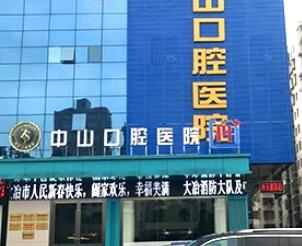 山口腔医院
中山口腔医院
冶市人民新春快乐，阖家欢乐，幸福美满 大冶消防大队及